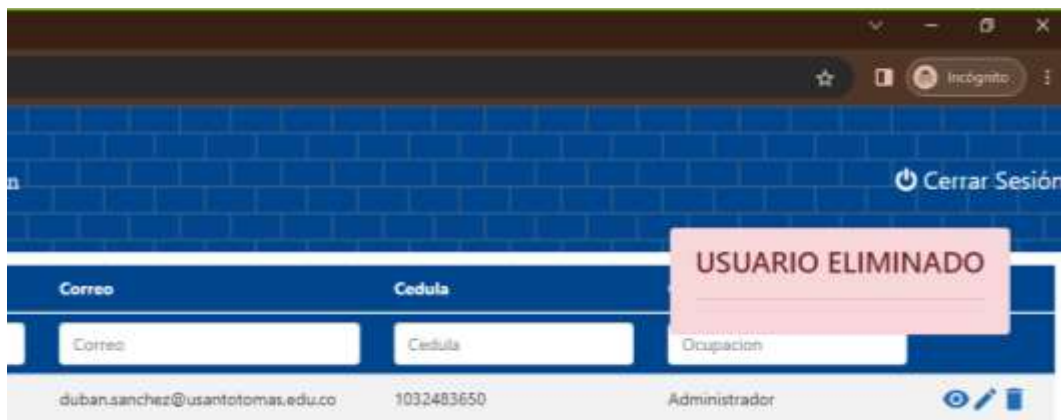 Incógnito
n
Cerrar Sesión
USUARIO ELIMINADO
Correo Cedula
Correo Cedula Ocupacion
duban.sanchez@usantotomas.edu.co 1032483650 Administrador